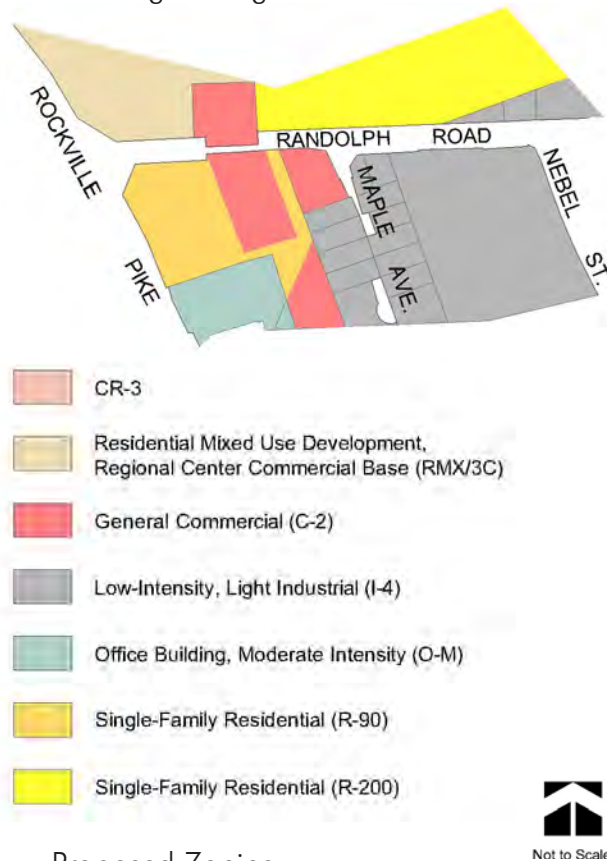 ROCKVILLE
RANDOLPH ROAD
NEBEL
MAPLE
PIKE
AVE.
ST.
CR-3
Residential Mixed Use Development,
Regional Center Commercial Base (RMX/3C)
General Commercial (C-2)
Low-Intensity, Light Industrial (I-4)
Office Building, Moderate Intensity (O-M)
Single-Family Residential (R-90)
Single-Family Residential (R-200)
Not to Scale
Proposed Zoning